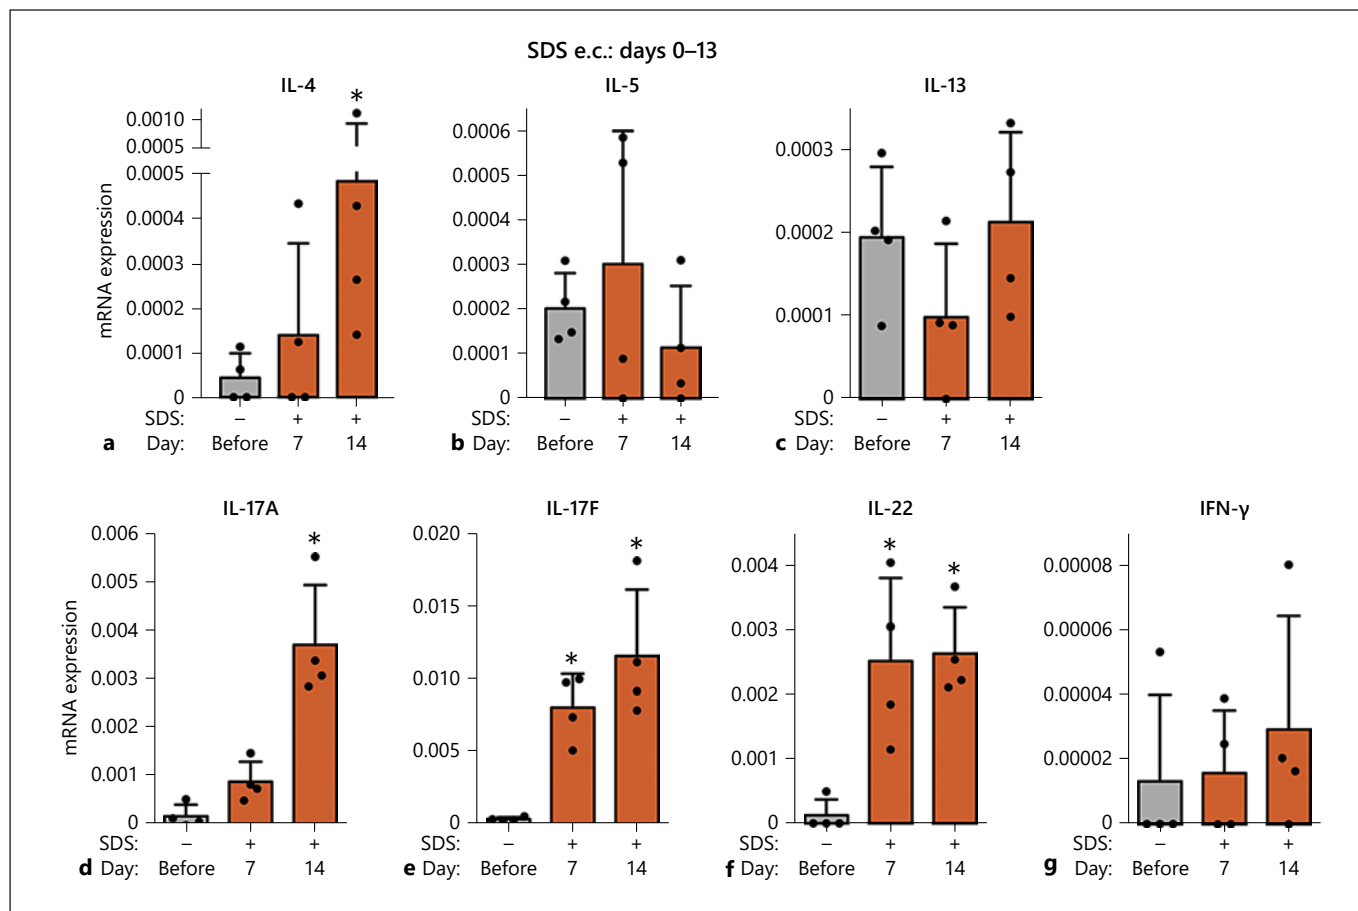 SDS e.c.: days 0–13
IL-4
IL-5
IL-13
mRNA expression
0.0010
0.0005
0.0005
0.0004
0.0003
0.0002
0.0001
0
*
SDS: – + +
a Day: Before 7 14
0.0006
0.0005
0.0004
0.0003
0.0002
0.0001
0
SDS: – + +
b Day: Before 7 14
0.0003
0.0002
0.0001
0
SDS: – + +
c Day: Before 7 14
IL-17A
IL-17F
IL-22
IFN-γ
mRNA expression
0.006
0.005
0.004
0.003
0.002
0.001
0
*
SDS: – + +
d Day: Before 7 14
0.020
0.015
0.010
0.005
0
* *
SDS: – + +
e Day: Before 7 14
0.004
0.003
0.002
0.001
0
* *
SDS: – + +
f Day: Before 7 14
0.00008
0.00006
0.00004
0.00002
0
SDS: – + +
g Day: Before 7 14